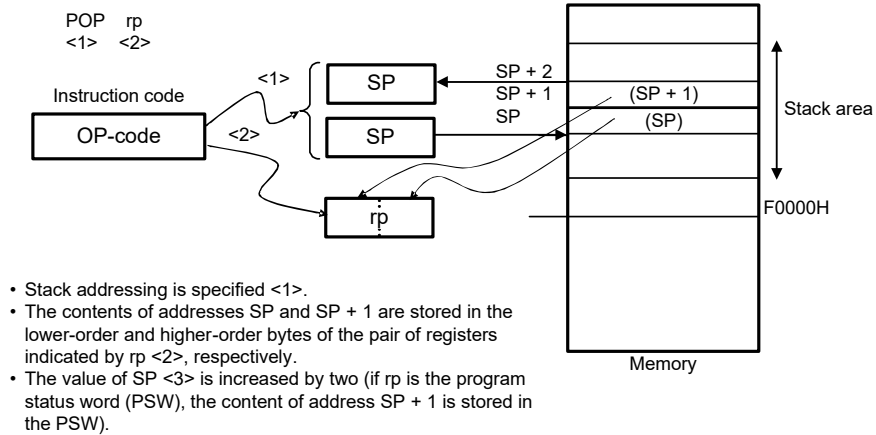 POP rp
<1> <2>
<1>
SP
SP + 2
SP + 1
(SP + 1)
Instruction code
Stack area
OP-code
<2>
SP
SP
(SP)
rp
F0000H
• Stack addressing is specified <1>.
• The contents of addresses SP and SP + 1 are stored in the
lower-order and higher-order bytes of the pair of registers
indicated by rp <2>, respectively.
Memory
• The value of SP <3> is increased by two (if rp is the program
status word (PSW), the content of address SP + 1 is stored in
the PSW).